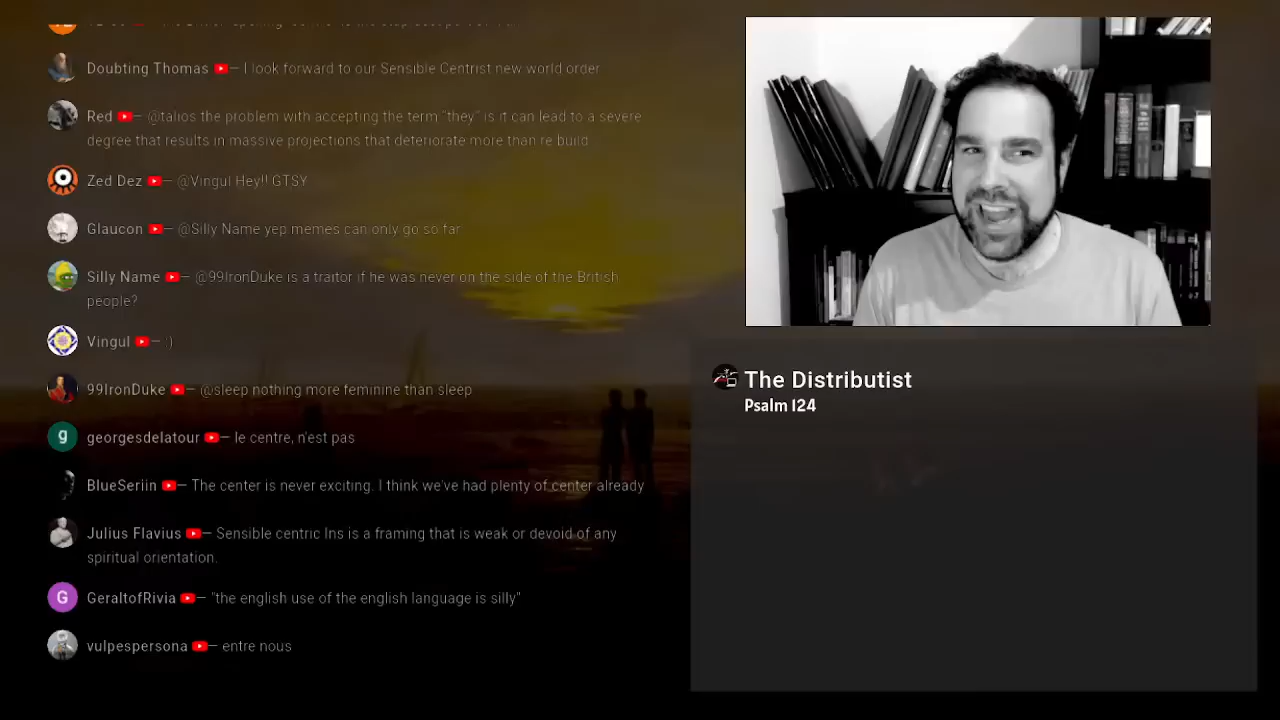 Doubting Thomas — I look forward to our Sensible Centrist new world order
Red — @talios the problem with accepting the term "they" is it can lead to a severe
degree that results in massive projections that deteriorate more than re build
Zed Dez — @Vingul Hey!! GTSY
Glaucon — @Silly Name yep memes can only go so far
Silly Name — @99IronDuke is a traitor if he was never on the side of the British
people?
Vingul — :)
99IronDuke — @sleep nothing more feminine than sleep
g georgesdelatour — le centre, n'est pas
BlueSeriin — The center is never exciting. I think we've had plenty of center already
Julius Flavius — Sensible centric Ins is a framing that is weak or devoid of any
spiritual orientation.
G GeraltofRivia — "the english use of the english language is silly"
vulpespersona — entre nous
The Distributist
Psalm 124